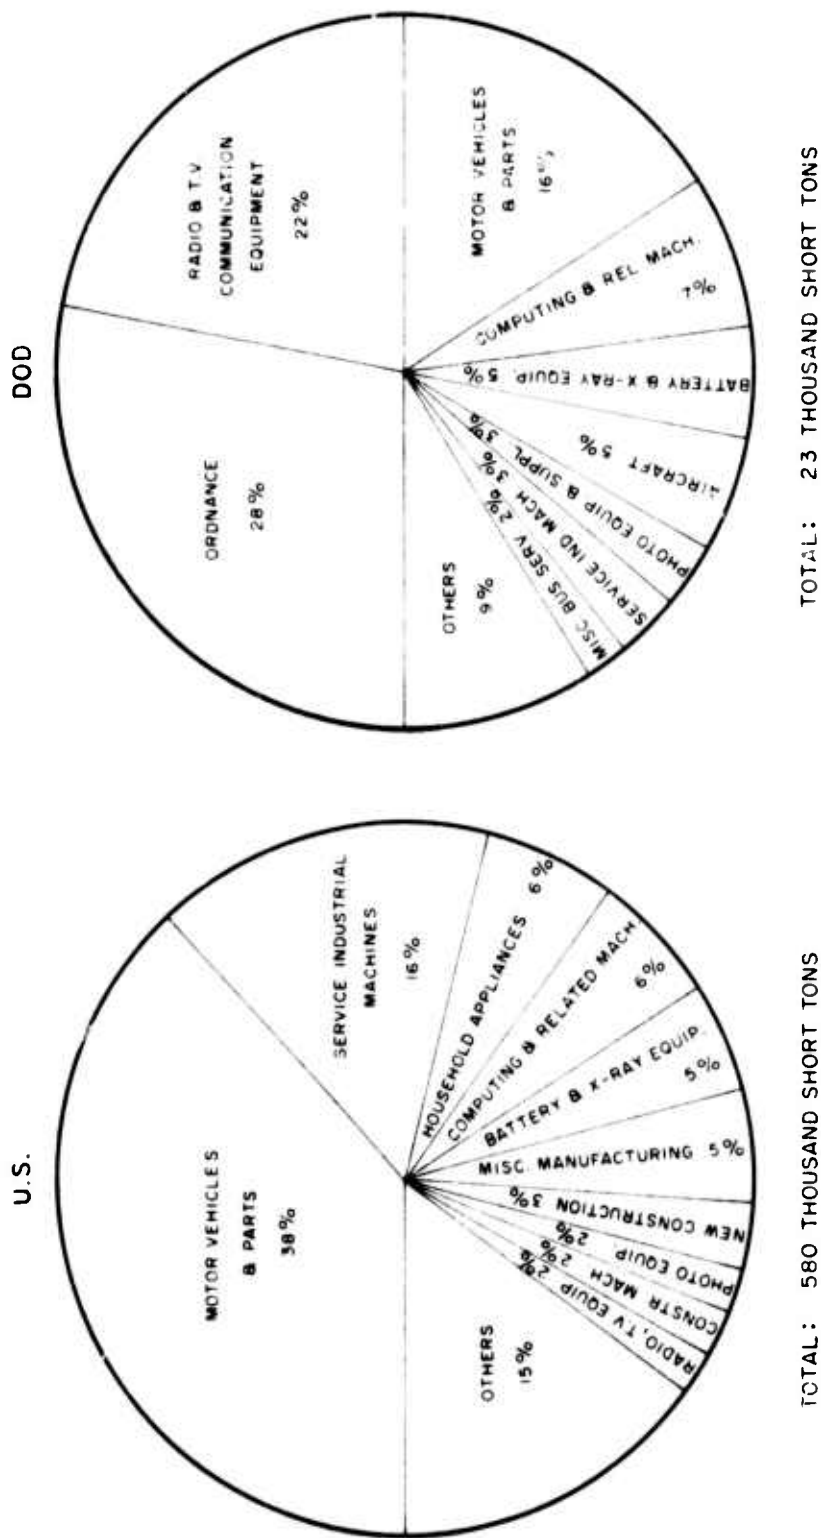 U.S.
MOTOR VEHICLES
& PARTS
38%
SERVICE INDUSTRIAL
MACHINES
16%
HOUSEHOLD APPLIANCES 6%
COMPUTING & RELATED MACH
6%
BATTERY & X-RAY EQUIP.
5%
MISC. MANUFACTURING 5%
NEW CONSTRUCTION 3%
PHOTO EQUIP. 2%
CONSTR MACH 2%
RADIO, T.V EQUIP 2%
OTHERS
15%
TOTAL: 580 THOUSAND SHORT TONS
DOD
ORDNANCE
28%
RADIO & T.V.
COMMUNICATION
EQUIPMENT
22%
MOTOR VEHICLES
& PARTS
16%
COMPUTING & REL. MACH.
7%
BATTERY & X-RAY EQUIP. 5%
AIRCRAFT 5%
PHOTO EQUIP & SUPPL 3%
SERVICE IND MACH 3%
MISC BUS SERV 2%
OTHERS
9%
TOTAL: 23 THOUSAND SHORT TONS